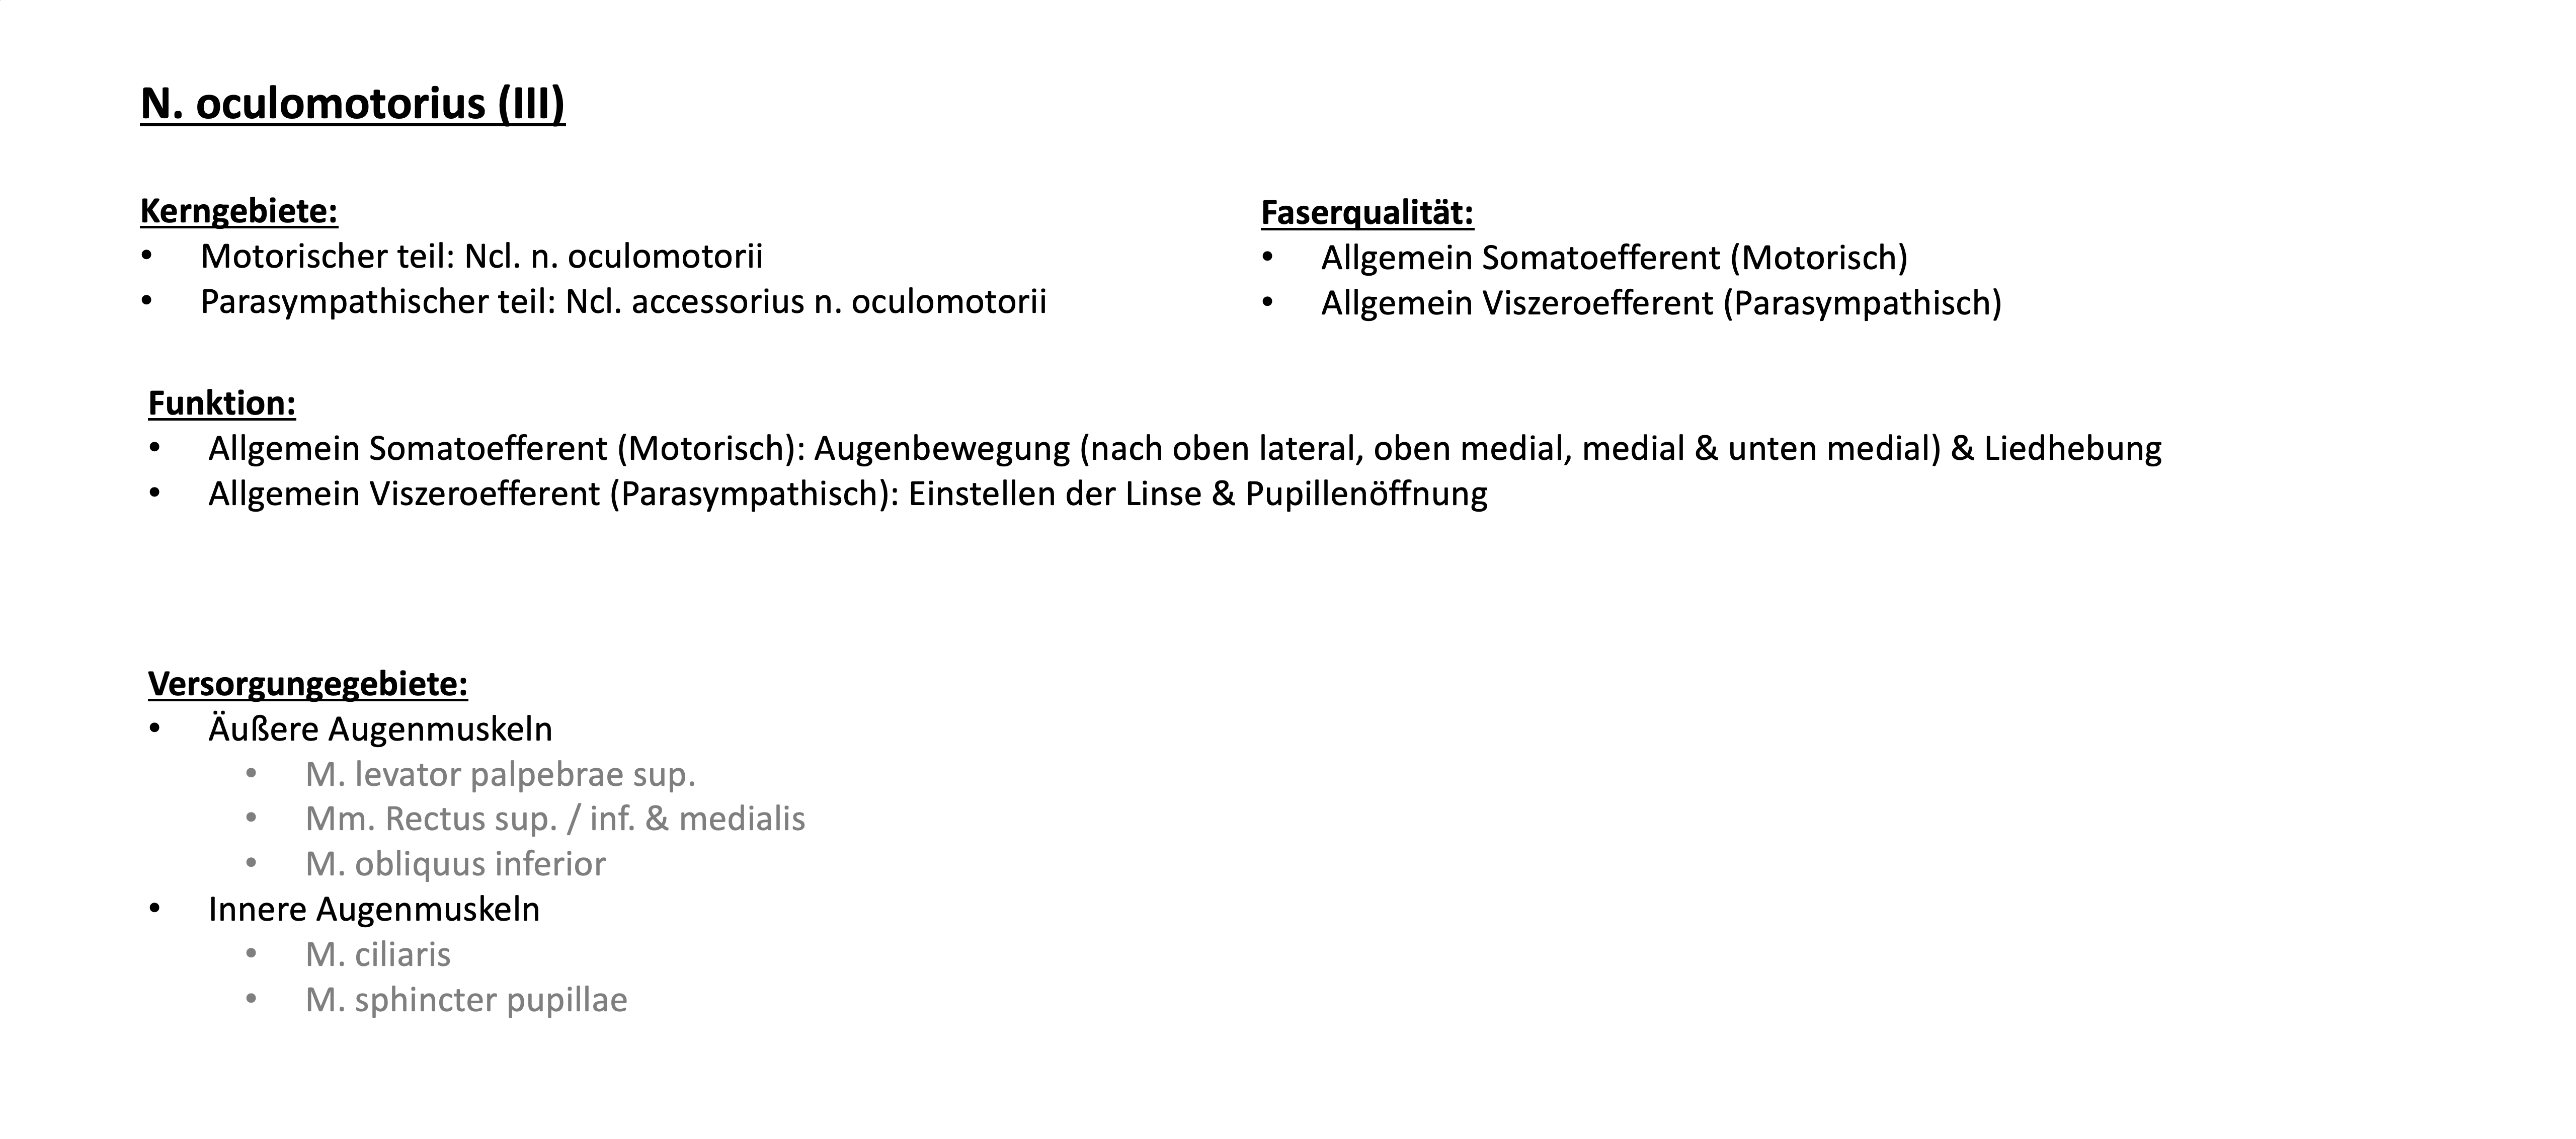 N. oculomotorius (III)
Kerngebiete:
• Motorischer teil: Ncl. n. oculomotorii
• Parasympathischer teil: Ncl. accessorius n. oculomotorii
Faserqualität:
• Allgemein Somatoefferent (Motorisch)
• Allgemein Viszeroefferent (Parasympathisch)
Funktion:
• Allgemein Somatoefferent (Motorisch): Augenbewegung (nach oben lateral, oben medial, medial & unten medial) & Liedhebung
• Allgemein Viszeroefferent (Parasympathisch): Einstellen der Linse & Pupillenöffnung
Versorgungegebiete:
• Äußere Augenmuskeln
• M. levator palpebrae sup.
• Mm. Rectus sup. / inf. & medialis
• M. obliquus inferior
• Innere Augenmuskeln
• M. ciliaris
• M. sphincter pupillae